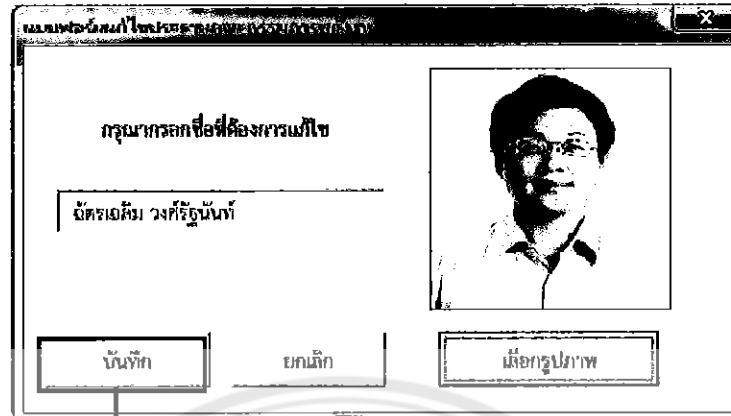 กรุณากรอกชื่อที่ต้องการแก้ไข
ฉัตรเฉลิม วงศ์รัฐนันท์
บันทึก
ยกเลิก
เลือกรูปภาพ